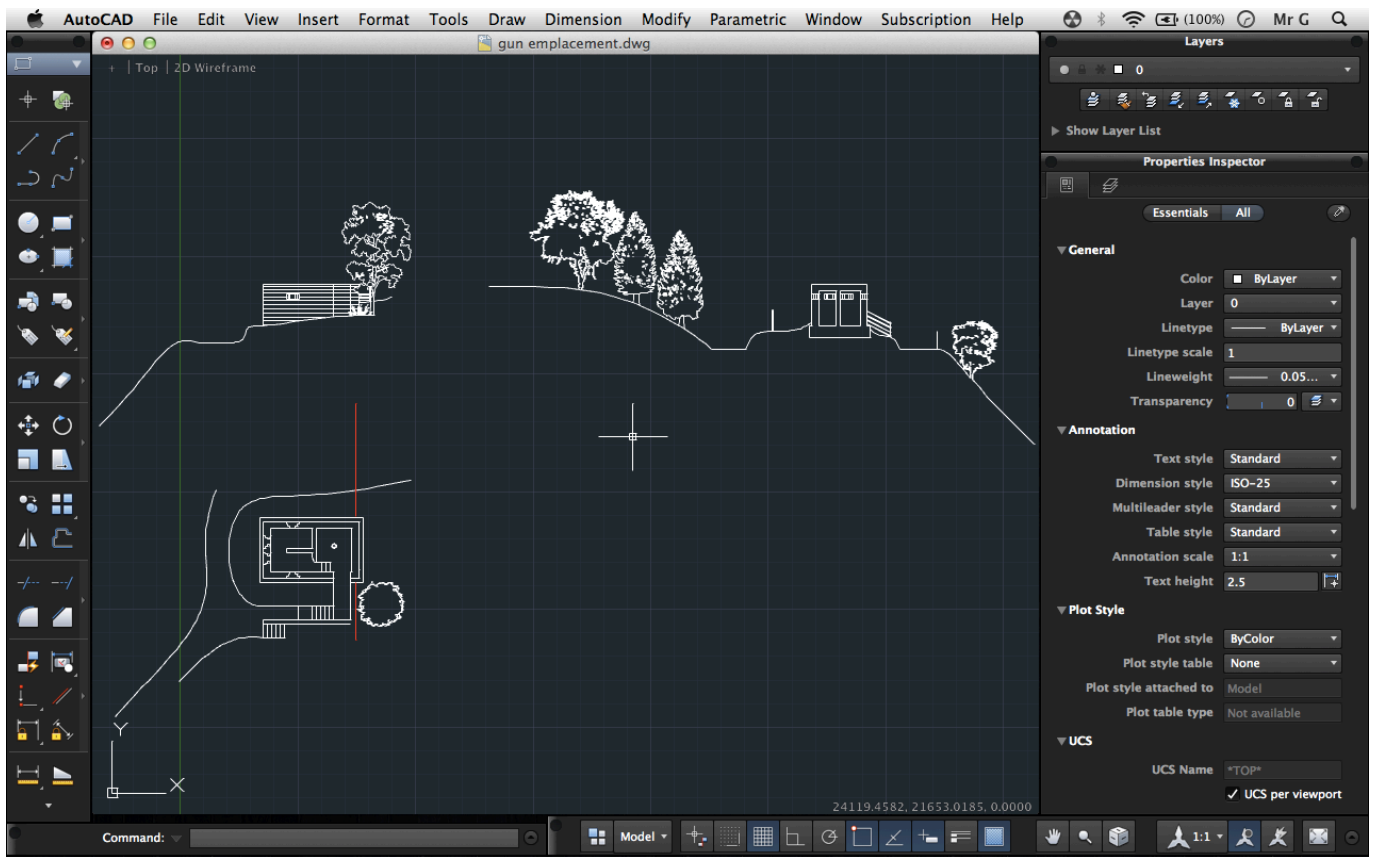 AutoCAD File Edit View Insert Format Tools Draw Dimension Modify Parametric Window Subscription Help (100%) Mr G
gun emplacement.dwg
+ | Top | 2D Wireframe
Layers
0
Show Layer List
Properties Inspector
Essentials All
General
Color ByLayer
Layer 0
Linetype ByLayer
Linetype scale 1
Lineweight 0.05...
Transparency 0
Annotation
Text style Standard
Dimension style ISO-25
Multileader style Standard
Table style Standard
Annotation scale 1:1
Text height 2.5
Plot Style
Plot style ByColor
Plot style table None
Plot style attached to Model
Plot table type Not available
UCS
UCS Name *TOP*
UCS per viewport
Y
X
24119.4582, 21653.0185, 0.0000
Command: Model 1:1